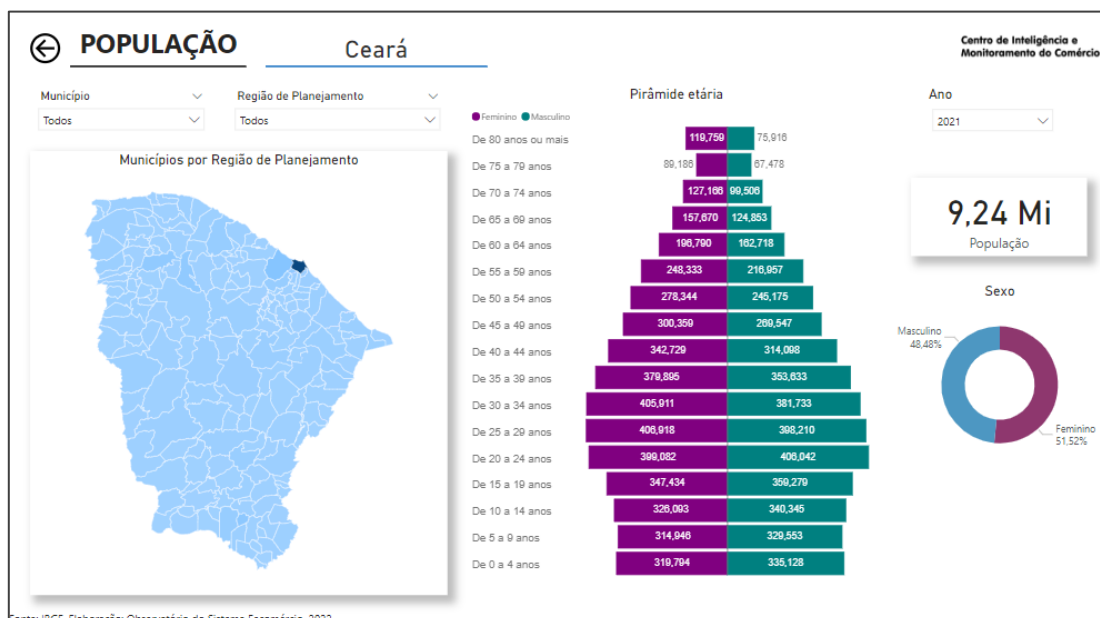 POPULAÇÃO
Ceará
Centro de Inteligência e
Monitoramento do Comércio
Município
Todos
Região de Planejamento
Todos
Municípios por Região de Planejamento
Pirâmide etária
Feminino Masculino
De 80 anos ou mais 119,759 75,916
De 75 a 79 anos 89,186 67,478
De 70 a 74 anos 127,166 99,506
De 65 a 69 anos 157,670 124,853
De 60 a 64 anos 196,790 162,718
De 55 a 59 anos 248,333 216,957
De 50 a 54 anos 278,344 245,175
De 45 a 49 anos 300,359 269,547
De 40 a 44 anos 342,729 314,098
De 35 a 39 anos 379,895 353,633
De 30 a 34 anos 405,911 381,733
De 25 a 29 anos 406,918 398,210
De 20 a 24 anos 399,082 406,042
De 15 a 19 anos 347,434 359,279
De 10 a 14 anos 326,093 340,345
De 5 a 9 anos 314,946 329,553
De 0 a 4 anos 319,794 335,128
Ano
2021
9,24 Mi
População
Sexo
Masculino
48,48%
Feminino
51,52%
Fonte: IBGE. Elaboração: Observatório do Sistema Fecomércio, 2022